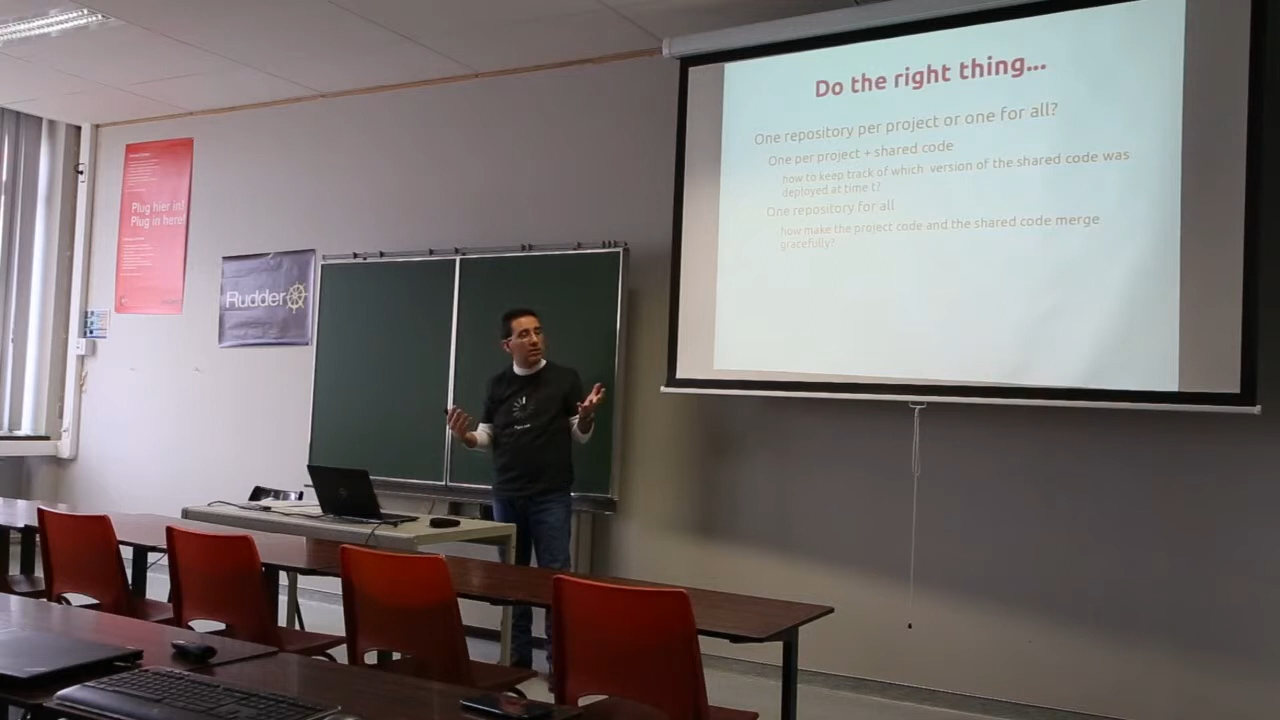 Do the right thing...
One repository per project or one for all?
One per project + shared code
how to keep track of which version of the shared code was
deployed at time t?
One repository for all
how make the project code and the shared code merge
gracefully?
Plug hier in!
Plug in here!
Rudder